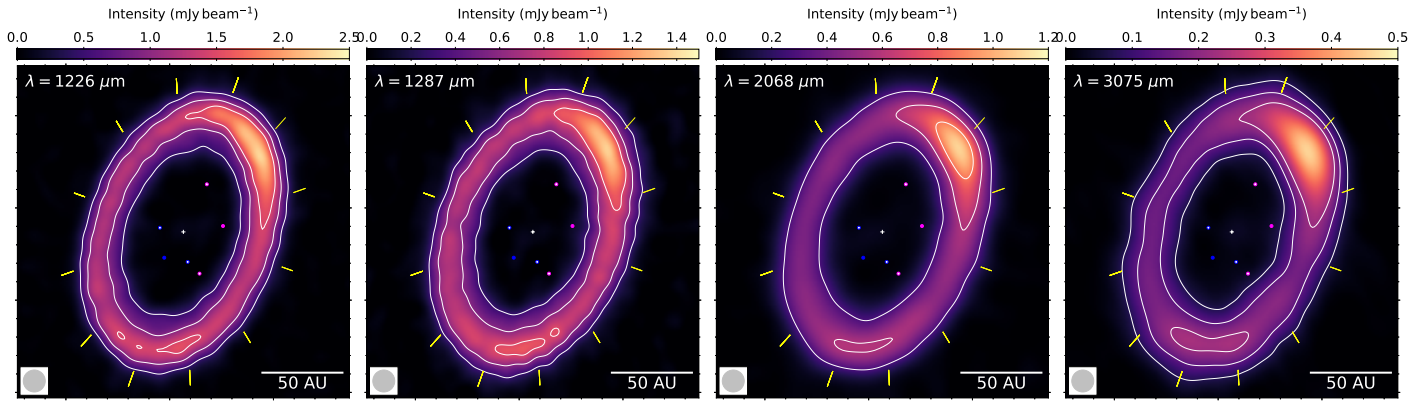 Intensity (mJy beam⁻¹) Intensity (mJy beam⁻¹) Intensity (mJy beam⁻¹) Intensity (mJy beam⁻¹)
0.0 0.5 1.0 1.5 2.0 2.5 0.0 0.2 0.4 0.6 0.8 1.0 1.2 1.4 0.0 0.2 0.4 0.6 0.8 1.0 1.2 0.0 0.1 0.2 0.3 0.4 0.5
λ = 1226 μm λ = 1287 μm λ = 2068 μm λ = 3075 μm
50 AU 50 AU 50 AU 50 AU